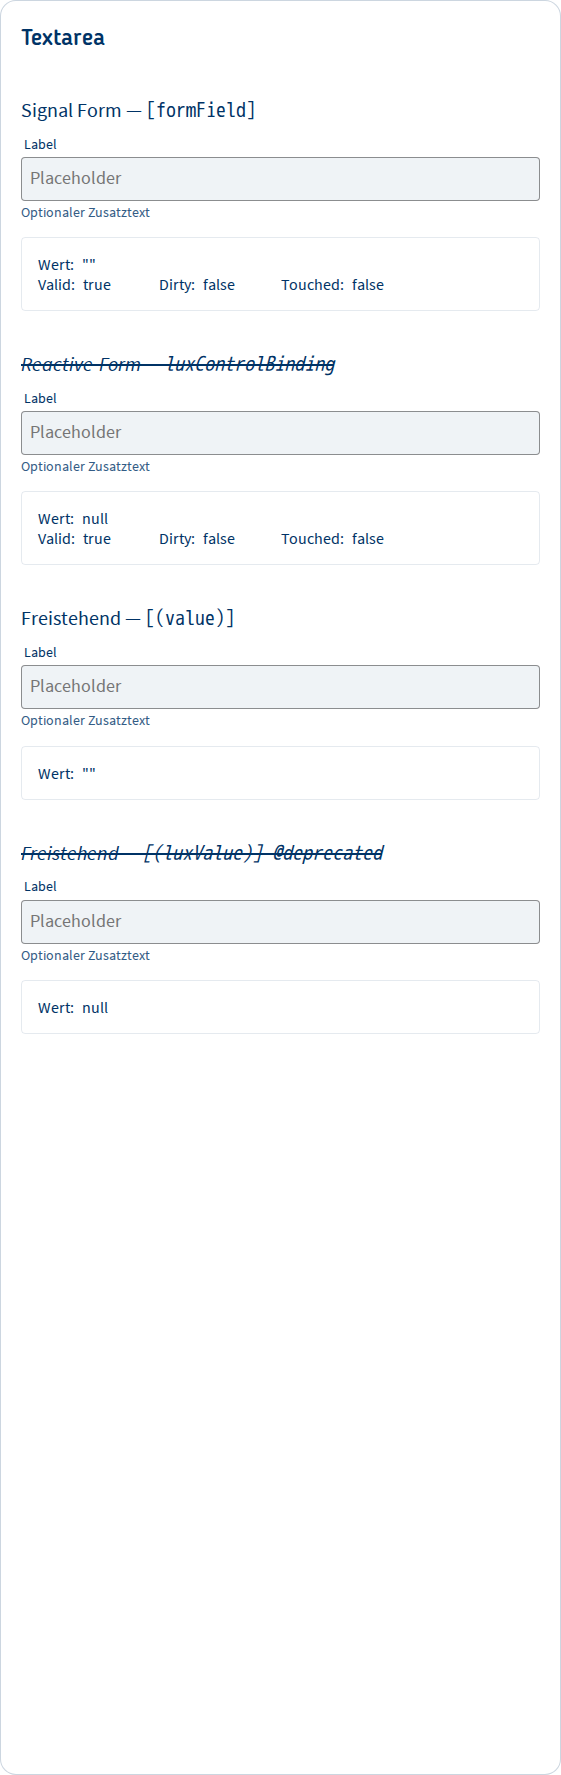 Textarea
Signal Form — [formField]
Label
Placeholder
Optionaler Zusatztext
Wert: ""
Valid: true Dirty: false Touched: false
Reactive Form — luxControlBinding
Label
Placeholder
Optionaler Zusatztext
Wert: null
Valid: true Dirty: false Touched: false
Freistehend — [(value)]
Label
Placeholder
Optionaler Zusatztext
Wert: ""
Freistehend — [(luxValue)] @deprecated
Label
Placeholder
Optionaler Zusatztext
Wert: null